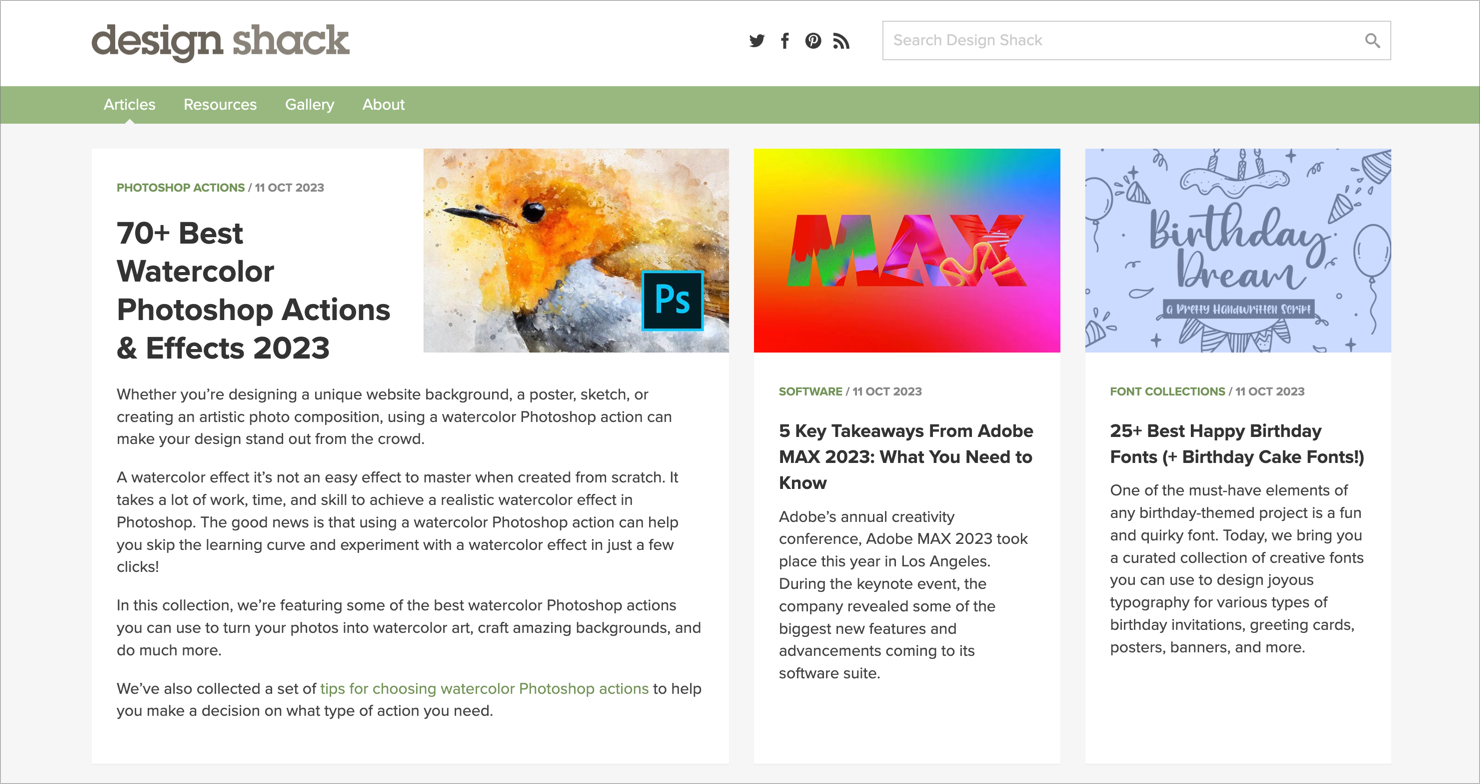 design shack
Search Design Shack
Articles Resources Gallery About
PHOTOSHOP ACTIONS / 11 OCT 2023
70+ Best
Watercolor
Photoshop Actions
& Effects 2023
Ps
Whether you’re designing a unique website background, a poster, sketch, or
creating an artistic photo composition, using a watercolor Photoshop action can
make your design stand out from the crowd.
A watercolor effect it’s not an easy effect to master when created from scratch. It
takes a lot of work, time, and skill to achieve a realistic watercolor effect in
Photoshop. The good news is that using a watercolor Photoshop action can help
you skip the learning curve and experiment with a watercolor effect in just a few
clicks!
In this collection, we’re featuring some of the best watercolor Photoshop actions
you can use to turn your photos into watercolor art, craft amazing backgrounds, and
do much more.
We’ve also collected a set of tips for choosing watercolor Photoshop actions to help
you make a decision on what type of action you need.
MAX
SOFTWARE / 11 OCT 2023
5 Key Takeaways From Adobe
MAX 2023: What You Need to
Know
Adobe’s annual creativity
conference, Adobe MAX 2023 took
place this year in Los Angeles.
During the keynote event, the
company revealed some of the
biggest new features and
advancements coming to its
software suite.
Birthday
Dream
a Pretty Handwritten Script
FONT COLLECTIONS / 11 OCT 2023
25+ Best Happy Birthday
Fonts (+ Birthday Cake Fonts!)
One of the must-have elements of
any birthday-themed project is a fun
and quirky font. Today, we bring you
a curated collection of creative fonts
you can use to design joyous
typography for various types of
birthday invitations, greeting cards,
posters, banners, and more.